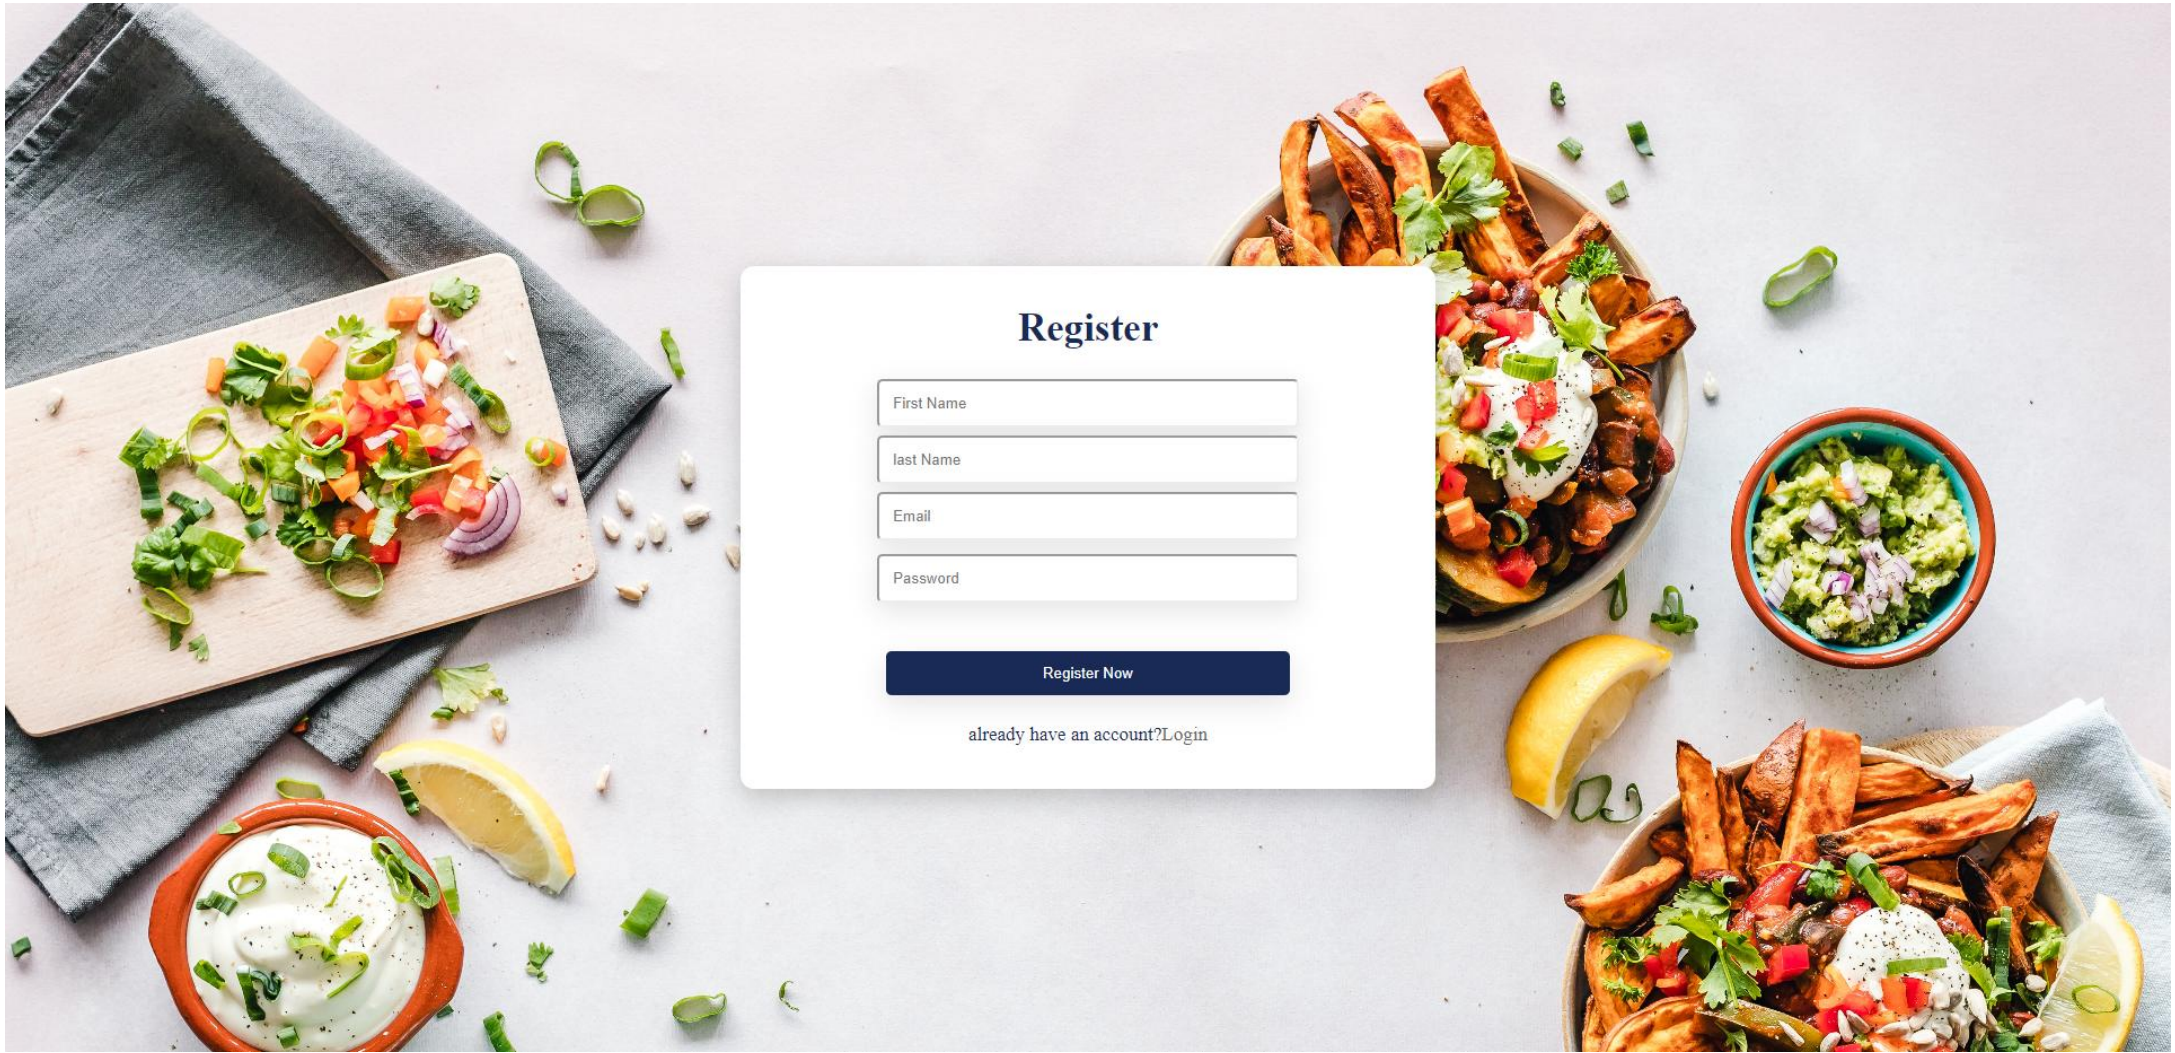 Register
First Name
last Name
Email
Password
Register Now
already have an account?Login